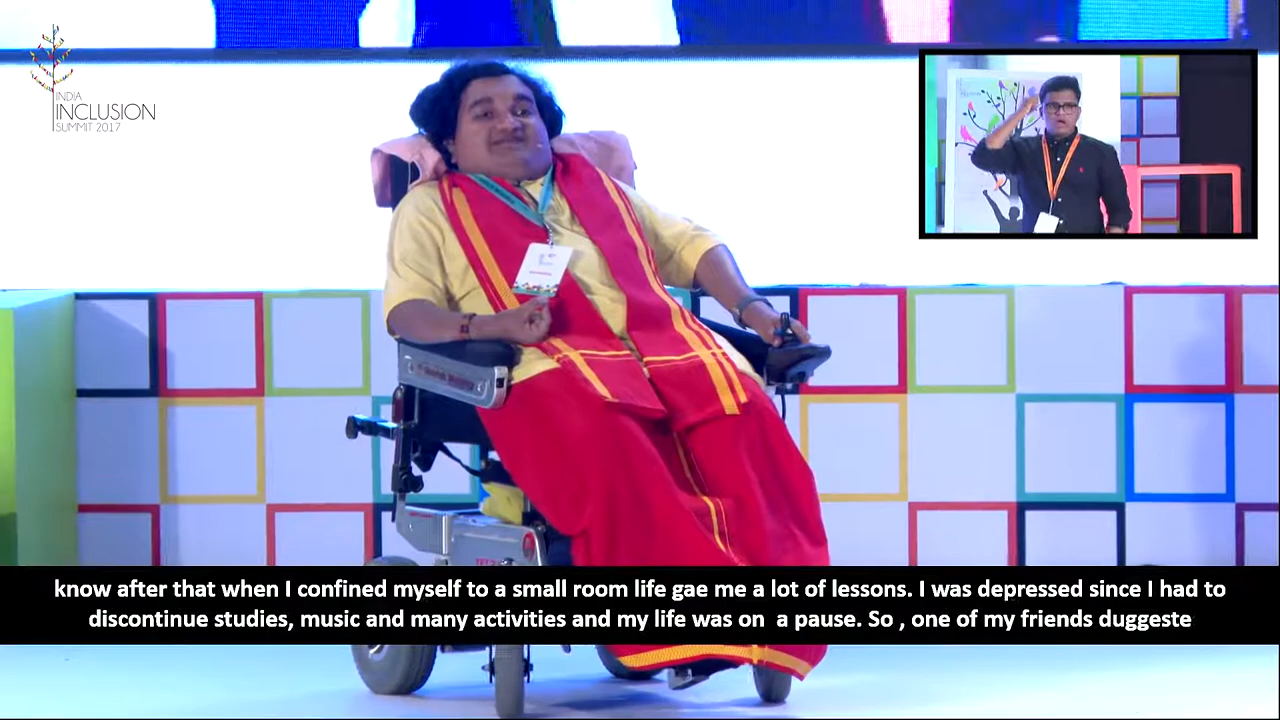 INDIA
INCLUSION
SUMMIT 2017
know after that when I confined myself to a small room life gae me a lot of lessons. I was depressed since I had to
discontinue studies, music and many activities and my life was on  a pause. So , one of my friends duggeste